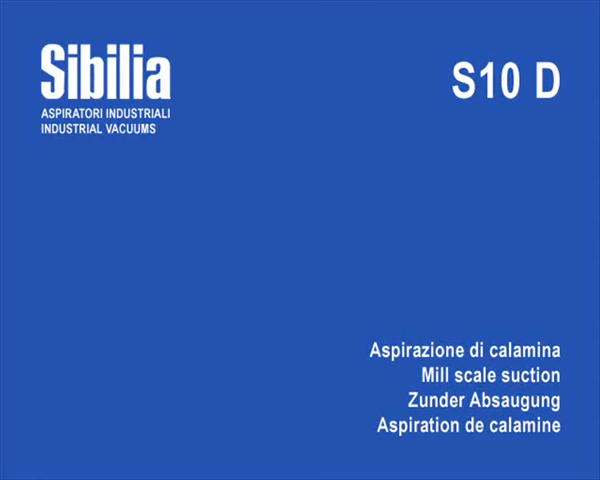 Sibilia
ASPIRATORI INDUSTRIALI
INDUSTRIAL VACUUMS
S10 D
Aspirazione di calamina
Mill scale suction
Zunder Absaugung
Aspiration de calamine